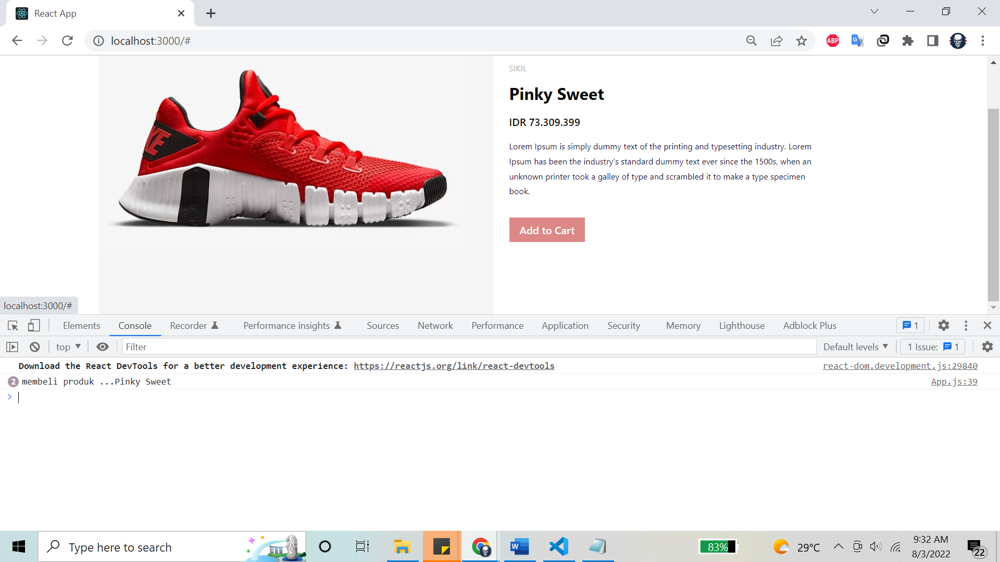 React App
localhost:3000/#
ABP
SIKIL
Pinky Sweet
IDR 73.309.399
Lorem Ipsum is simply dummy text of the printing and typesetting industry. Lorem
Ipsum has been the industry's standard dummy text ever since the 1500s, when an
unknown printer took a galley of type and scrambled it to make a type specimen
book.
Add to Cart
localhost:3000/#
Elements Console Recorder Performance insights Sources Network Performance Application Security Memory Lighthouse Adblock Plus 1
top Filter Default levels 1 Issue: 1
Download the React DevTools for a better development experience: https://reactjs.org/link/react-devtools react-dom.development.js:29840
2 membeli produk ...Pinky Sweet App.js:39
Type here to search
83%
29°C
9:32 AM
8/3/2022
22